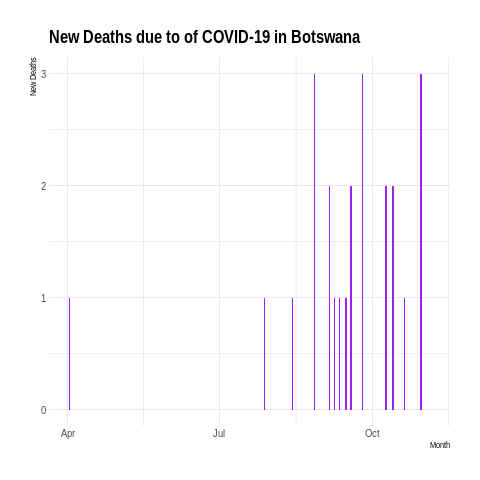 New Deaths due to of COVID-19 in Botswana
New Deaths
3
2
1
0
Apr
Jul
Oct
Month